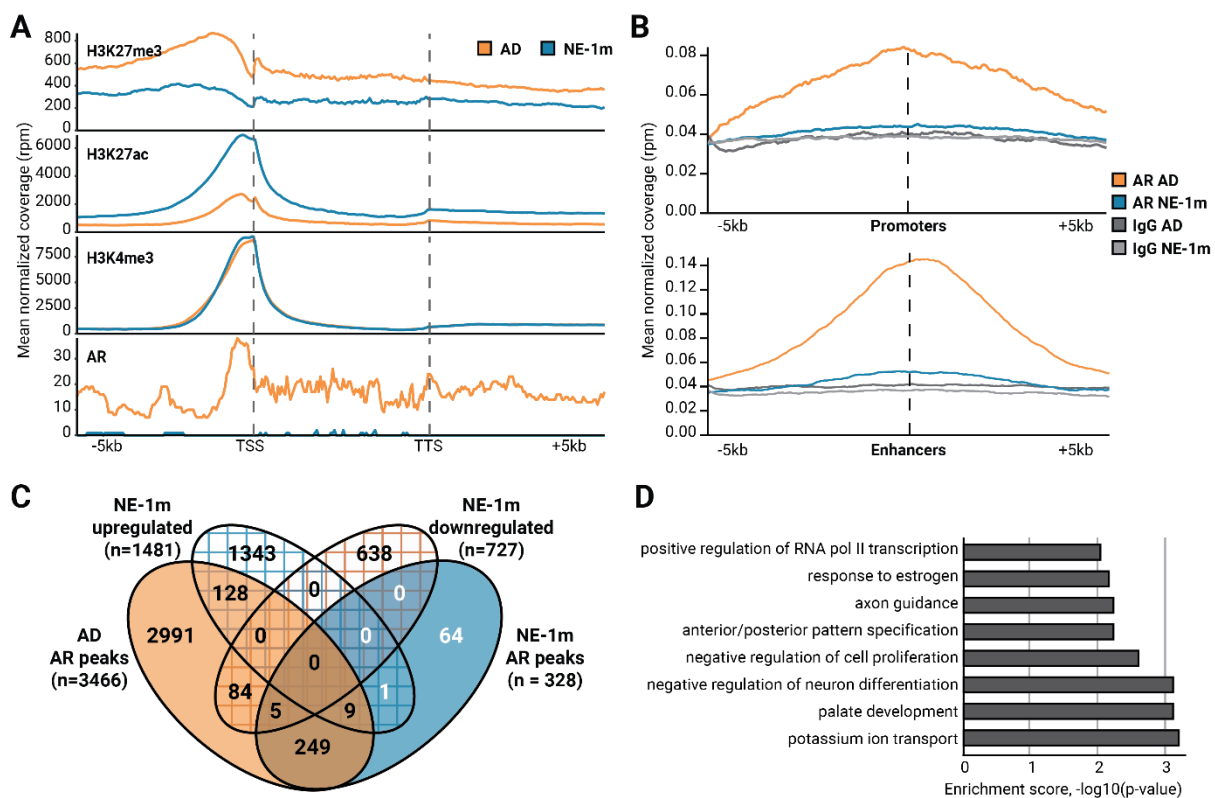 A
Mean normalized coverage (rpm)
H3K27me3
800
600
400
200
0
AD
NE-1m
H3K27ac
6000
4000
2000
0
H3K4me3
7500
5000
2500
0
AR
30
20
10
0
-5kb
TSS
TTS
+5kb
B
Mean normalized coverage (rpm)
0.08
0.06
0.04
0.02
0.00
-5kb
Promoters
+5kb
AR AD
AR NE-1m
IgG AD
IgG NE-1m
0.14
0.12
0.10
0.08
0.06
0.04
0.02
0.00
-5kb
Enhancers
+5kb
C
NE-1m
upregulated
(n=1481)
NE-1m
downregulated
(n=727)
AD
AR peaks
(n=3466)
NE-1m
AR peaks
(n = 328)
1343
638
0
128
0
2991
0
0
64
0
84
1
5
9
249
D
positive regulation of RNA pol II transcription
response to estrogen
axon guidance
anterior/posterior pattern specification
negative regulation of cell proliferation
negative regulation of neuron differentiation
palate development
potassium ion transport
0
1
2
3
Enrichment score, -log10(p-value)